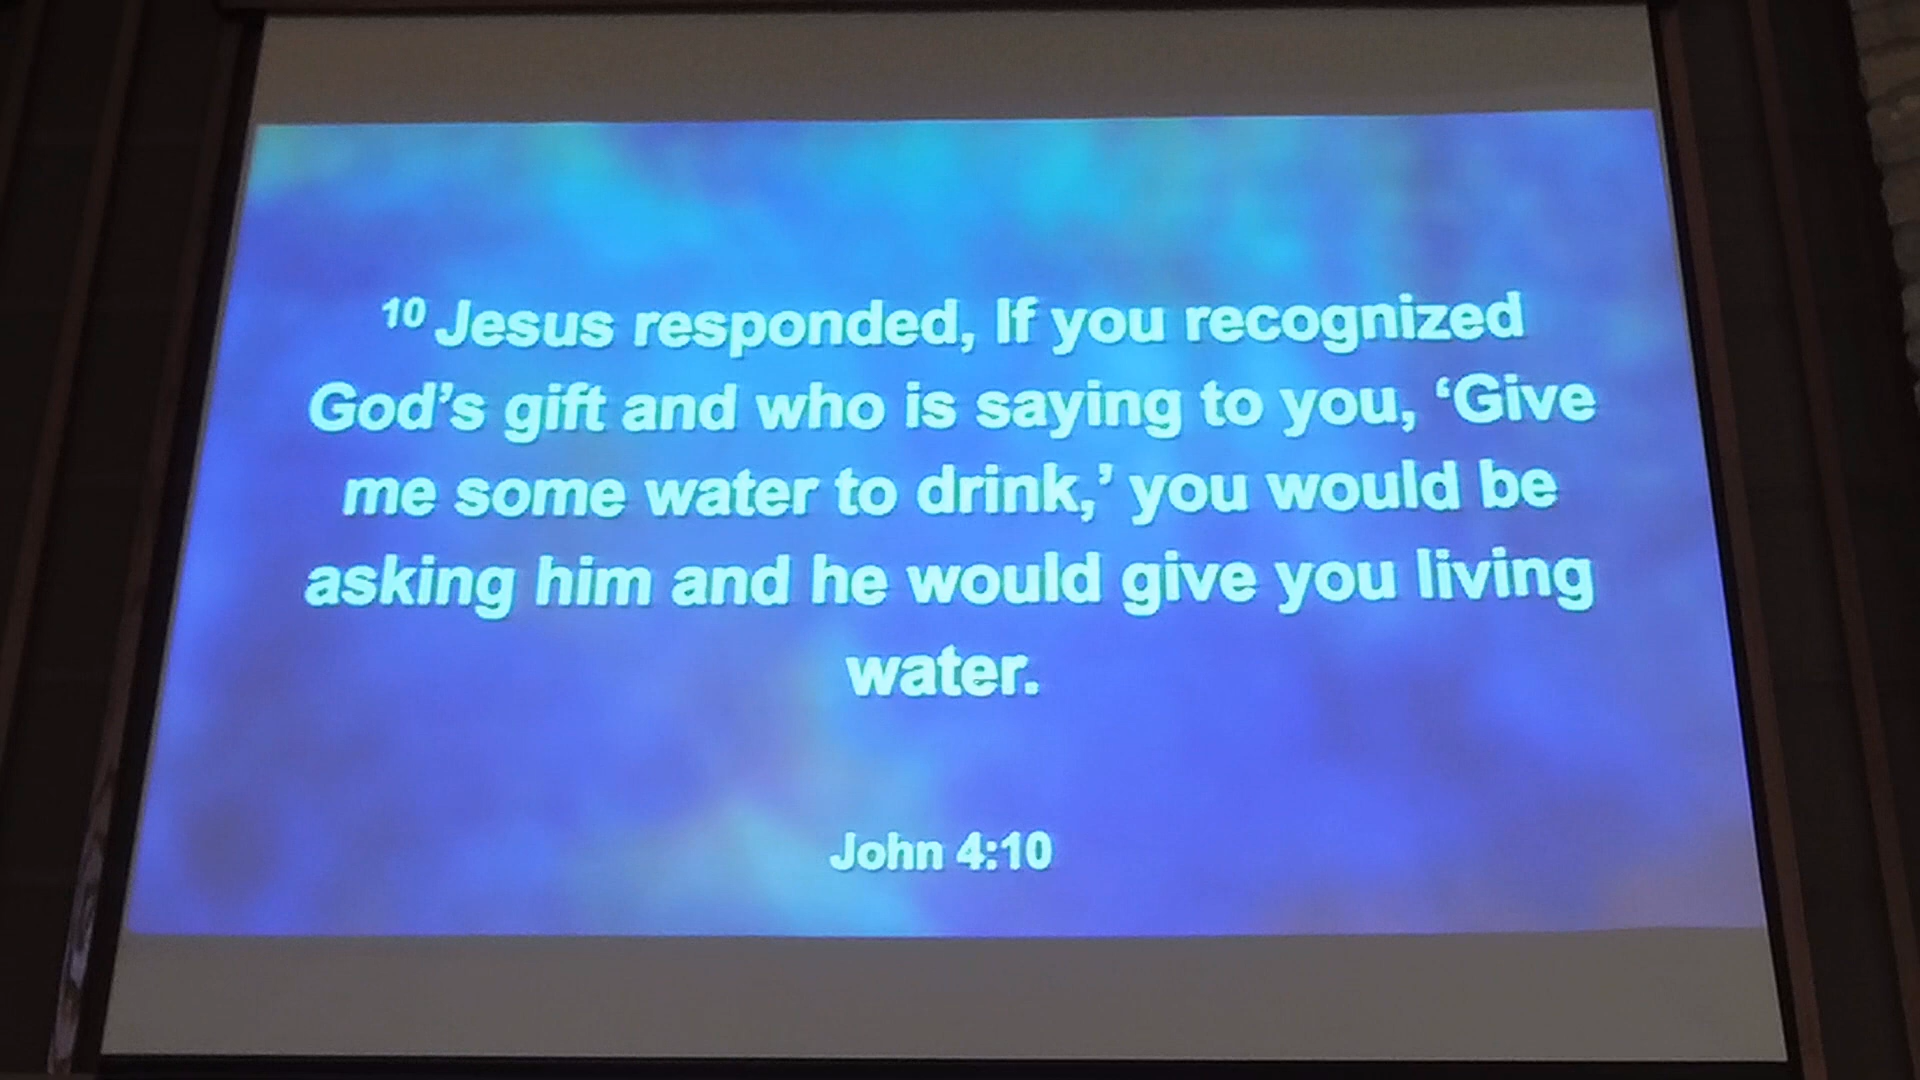 10 Jesus responded, If you recognized
God’s gift and who is saying to you, ‘Give
me some water to drink,’ you would be
asking him and he would give you living
water.
John 4:10